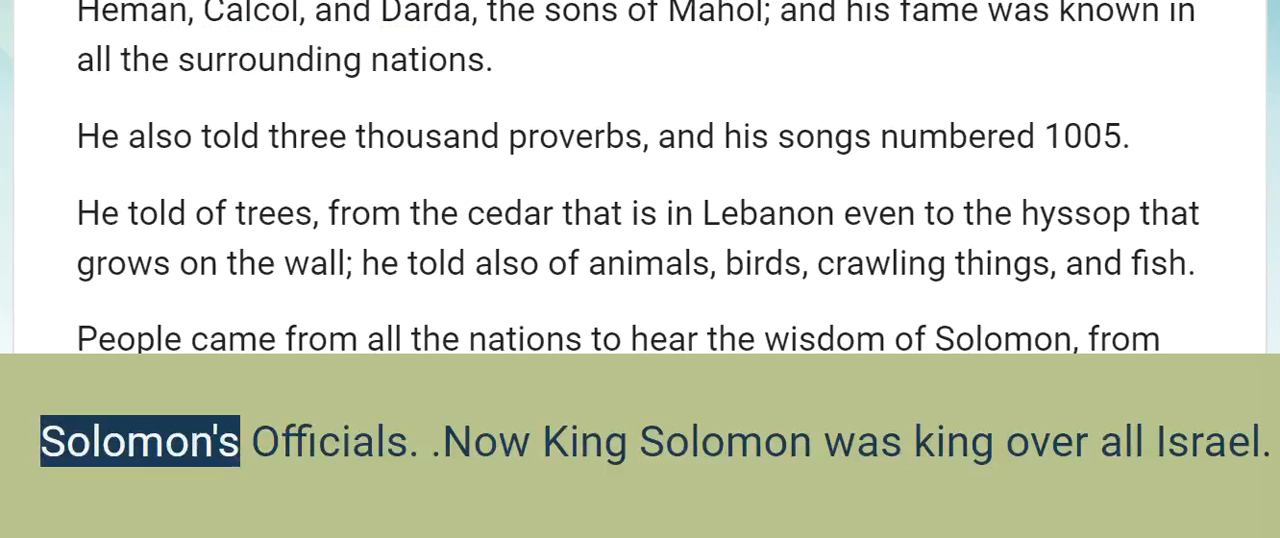 Heman, Calcol, and Darda, the sons of Mahol; and his fame was known in
all the surrounding nations.
He also told three thousand proverbs, and his songs numbered 1005.
He told of trees, from the cedar that is in Lebanon even to the hyssop that
grows on the wall; he told also of animals, birds, crawling things, and fish.
People came from all the nations to hear the wisdom of Solomon, from
Solomon's Officials. .Now King Solomon was king over all Israel.